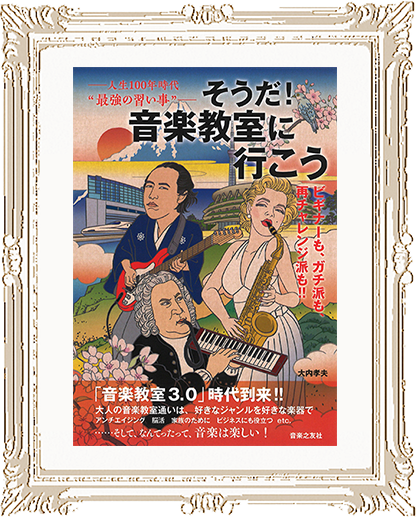 ──人生100年時代
“最強の習い事”──
そうだ!
音楽教室に
行こう
ビギナーも、ガチ派も、
再チャレンジ派も!!
大内孝夫
「音楽教室3.0」時代到来!!
大人の音楽教室通いは、好きなジャンルを好きな楽器で
アンチエイジング 脳活 家族のために ビジネスにも役立つ etc.
……そして、なんてったって、音楽は楽しい!
音楽之友社